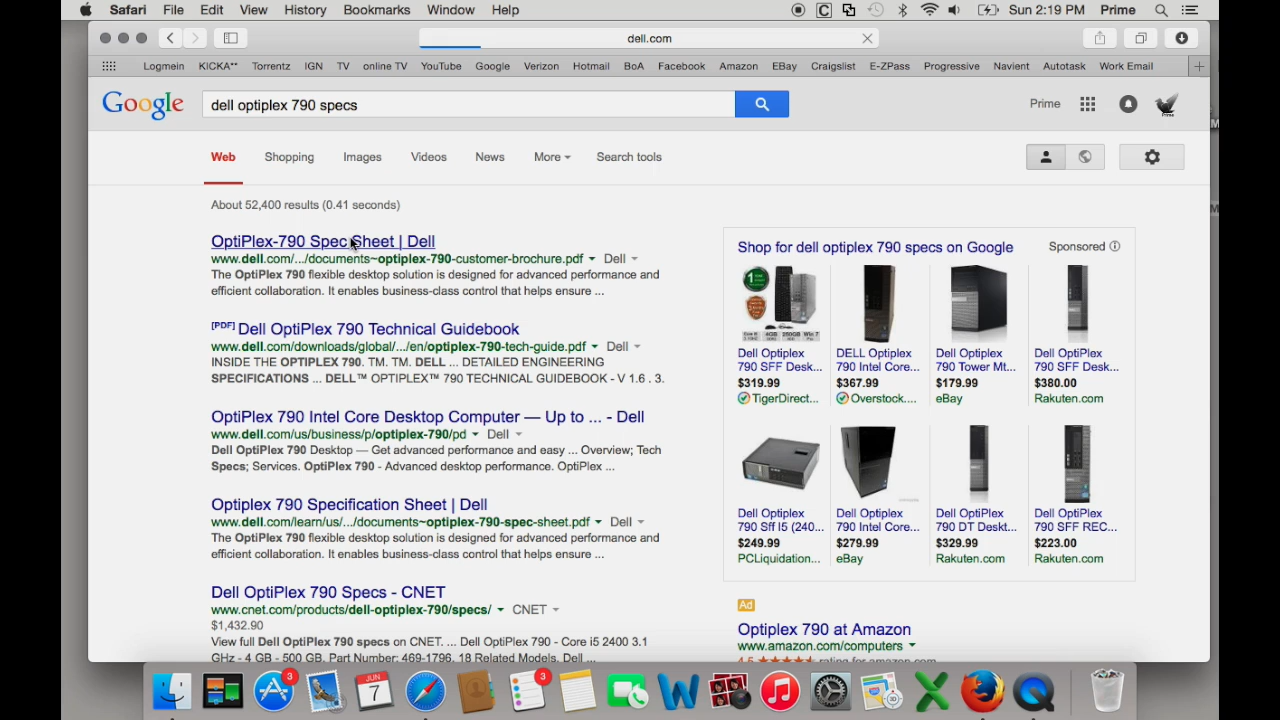 Safari File Edit View History Bookmarks Window Help Sun 2:19 PM Prime
dell.com
Logmein KICKA** Torrentz IGN TV online TV YouTube Google Verizon Hotmail BoA Facebook Amazon EBay Craigslist E-ZPass Progressive Navient Autotask Work Email
Google dell optiplex 790 specs Prime
Web Shopping Images Videos News More Search tools
About 52,400 results (0.41 seconds)
OptiPlex-790 Spec Sheet | Dell
www.dell.com/.../documents~optiplex-790-customer-brochure.pdf Dell
The OptiPlex 790 flexible desktop solution is designed for advanced performance and
efficient collaboration. It enables business-class control that helps ensure ...
[PDF] Dell OptiPlex 790 Technical Guidebook
www.dell.com/downloads/global/.../en/optiplex-790-tech-guide.pdf Dell
INSIDE THE OPTIPLEX 790. TM. TM. DELL ... DETAILED ENGINEERING
SPECIFICATIONS ... DELL™ OPTIPLEX™ 790 TECHNICAL GUIDEBOOK - V 1.6 . 3.
OptiPlex 790 Intel Core Desktop Computer — Up to ... - Dell
www.dell.com/us/business/p/optiplex-790/pd Dell
Dell OptiPlex 790 Desktop — Get advanced performance and easy ... Overview; Tech
Specs; Services. OptiPlex 790 - Advanced desktop performance. OptiPlex ...
Optiplex 790 Specification Sheet | Dell
www.dell.com/learn/us/.../documents~optiplex-790-spec-sheet.pdf Dell
The OptiPlex 790 flexible desktop solution is designed for advanced performance and
efficient collaboration. It enables business-class control that helps ensure ...
Dell OptiPlex 790 Specs - CNET
www.cnet.com/products/dell-optiplex-790/specs/ CNET
$1,432.90
View full Dell OptiPlex 790 specs on CNET. ... Dell OptiPlex 790 - Core i5 2400 3.1
GHz - 4 GB - 500 GB. Part Number: 469-1796. 18 Related Models. Dell ...
Shop for dell optiplex 790 specs on Google Sponsored
Dell Optiplex DELL Optiplex Dell Optiplex Dell OptiPlex
790 SFF Desk... 790 Intel Core... 790 Tower Mt... 790 SFF Desk...
$319.99 $367.99 $179.99 $380.00
TigerDirect... Overstock.... eBay Rakuten.com
Dell Optiplex Dell Optiplex Dell OptiPlex Dell OptiPlex
790 Sff I5 (240... 790 Intel Core... 790 DT Deskt... 790 SFF REC...
$249.99 $279.99 $329.99 $223.00
PCLiquidation... eBay Rakuten.com Rakuten.com
Ad
Optiplex 790 at Amazon
www.amazon.com/computers
4.5 rating for amazon.com
3 JUN 7 3